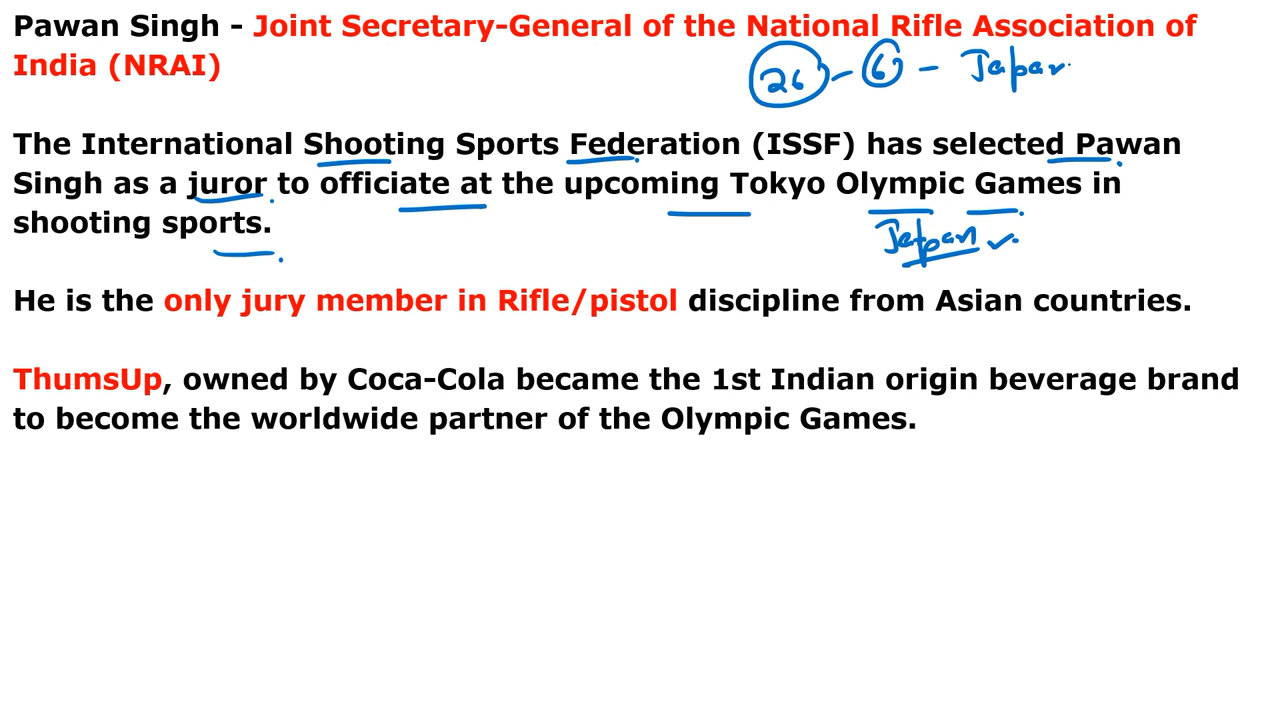 Pawan Singh - Joint Secretary-General of the National Rifle Association of
India (NRAI)
26 - 6 - Japan
The International Shooting Sports Federation (ISSF) has selected Pawan
Singh as a juror to officiate at the upcoming Tokyo Olympic Games in
shooting sports.
Japan
He is the only jury member in Rifle/pistol discipline from Asian countries.
ThumsUp, owned by Coca-Cola became the 1st Indian origin beverage brand
to become the worldwide partner of the Olympic Games.